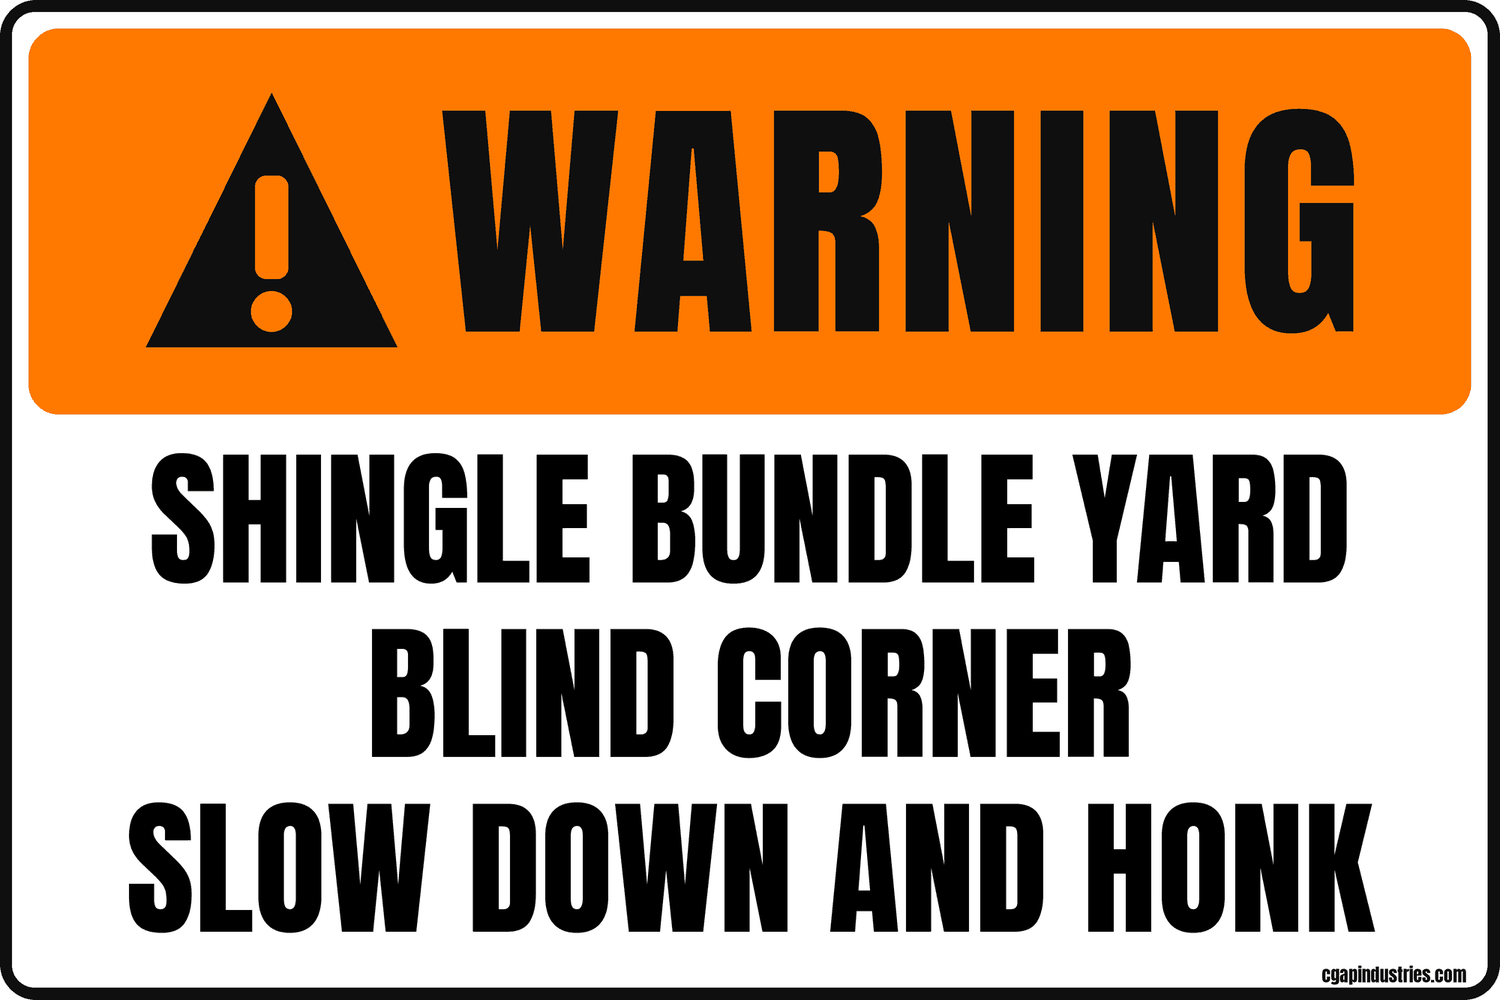 WARNING
SHINGLE BUNDLE YARD
BLIND CORNER
SLOW DOWN AND HONK
cgapindustries.com